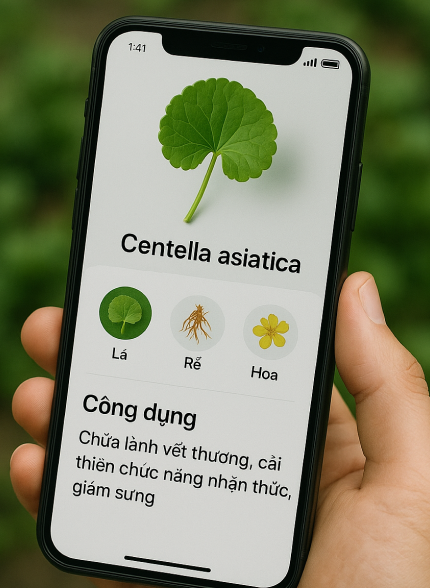 1:41
Centella asiatica
Lá Rể Hoa
Công dụng
Chữa lành vết thương, cải
thiên chức năng nhận thức,
giám sưng